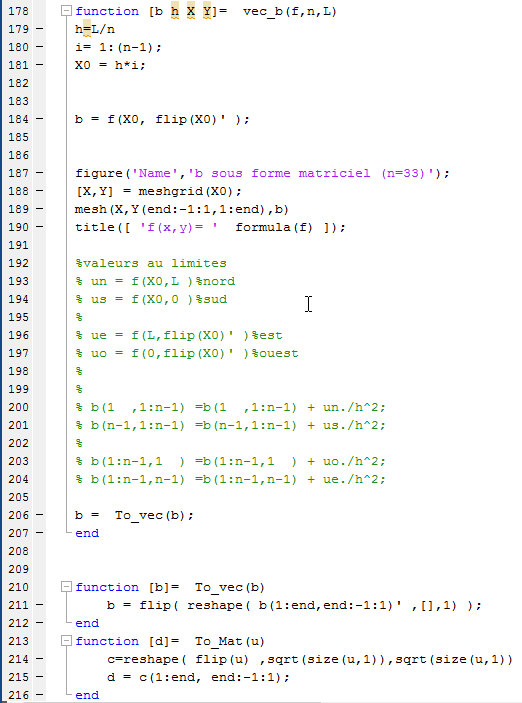 178 function [b h X Y]=  vec_b(f,n,L)
179 h=L/n
180 i= 1:(n-1);
181 X0 = h*i;
182
183
184 b = f(X0, flip(X0)' );
185
186
187 figure('Name','b sous forme matriciel (n=33)');
188 [X,Y] = meshgrid(X0);
189 mesh(X,Y(end:-1:1,1:end),b)
190 title([ 'f(x,y)= '  formula(f) ]);
191
192 %valeurs au limites
193 % un = f(X0,L )%nord
194 % us = f(X0,0 )%sud
195 %
196 % ue = f(L,flip(X0)' )%est
197 % uo = f(0,flip(X0)' )%ouest
198 %
199 %
200 % b(1  ,1:n-1) =b(1  ,1:n-1) + un./h^2;
201 % b(n-1,1:n-1) =b(n-1,1:n-1) + us./h^2;
202 %
203 % b(1:n-1,1  ) =b(1:n-1,1  ) + uo./h^2;
204 % b(1:n-1,n-1) =b(1:n-1,n-1) + ue./h^2;
205
206 b =  To_vec(b);
207 end
208
209
210 function [b]=  To_vec(b)
211 b = flip( reshape( b(1:end,end:-1:1)' ,[],1) );
212 end
213 function [d]=  To_Mat(u)
214 c=reshape( flip(u) ,sqrt(size(u,1)),sqrt(size(u,1))
215 d = c(1:end, end:-1:1);
216 end